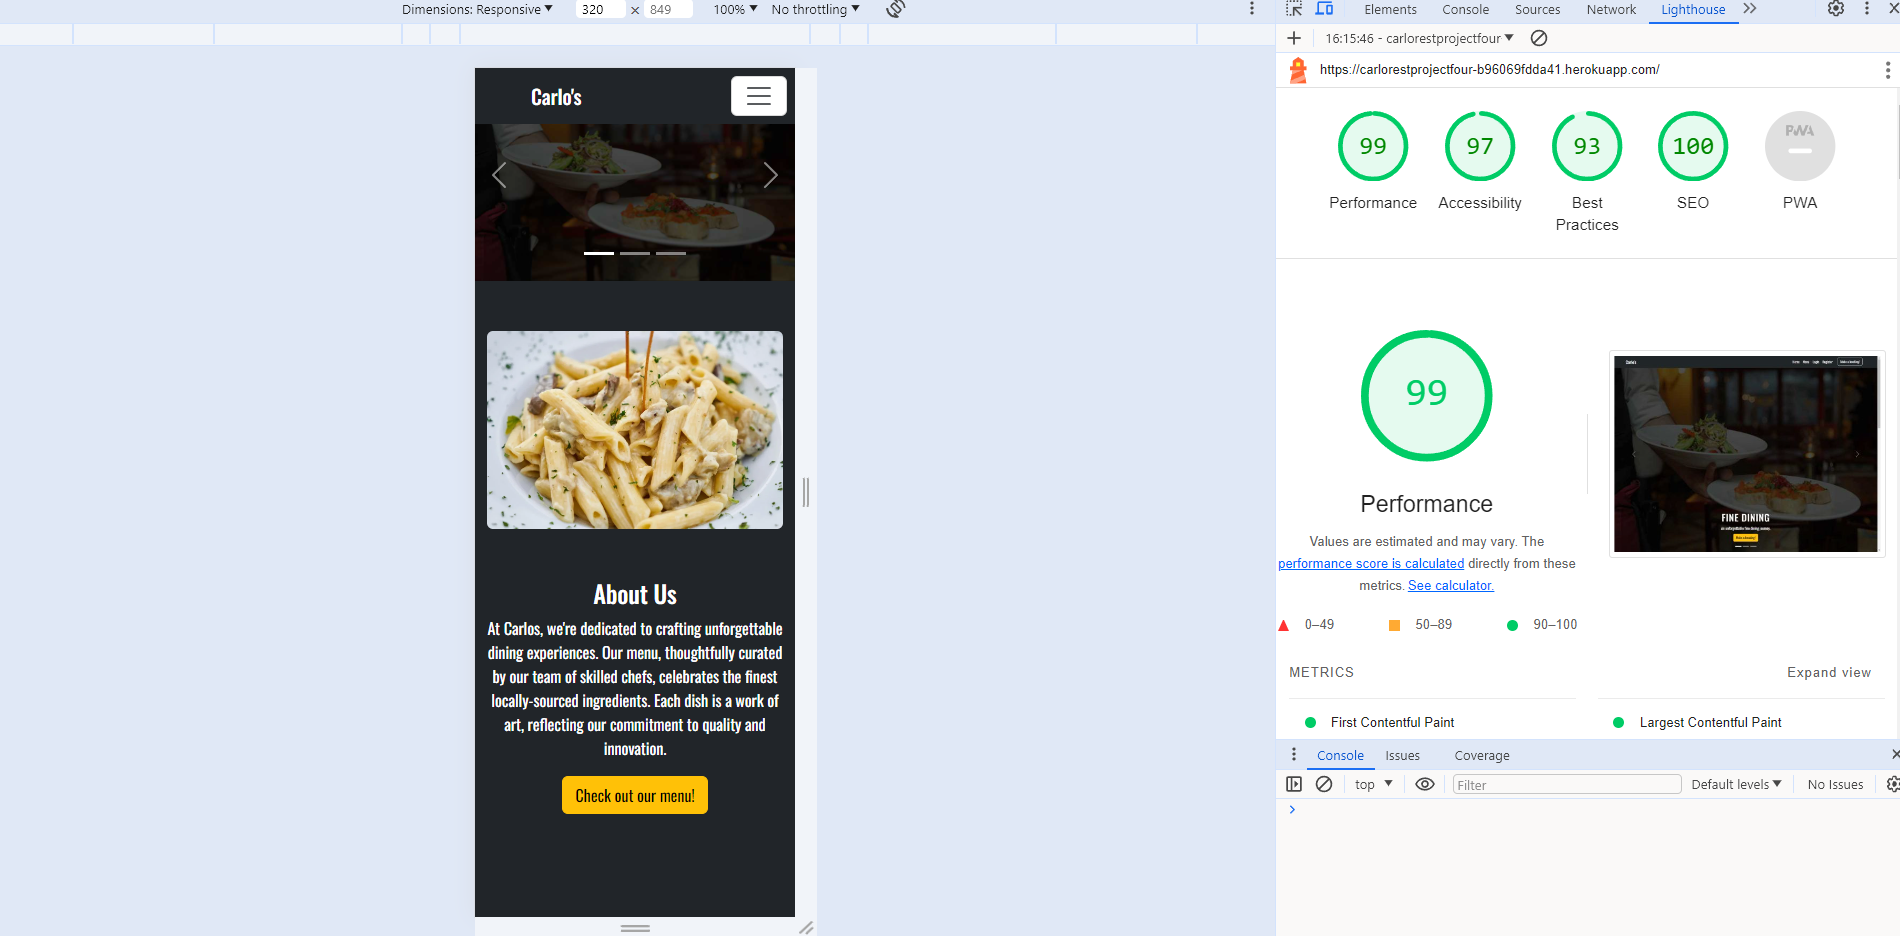 Dimensions: Responsive ▼ 320 × 849 100% ▼ No throttling ▼
Elements Console Sources Network Lighthouse
16:15:46 - carlorestprojectfour ▼
https://carlorestprojectfour-b96069fdda41.herokuapp.com/
Carlo's
99 97 93 100 PWA
Performance Accessibility Best Practices SEO PWA
99
Performance
Values are estimated and may vary. The
performance score is calculated directly from these
metrics. See calculator.
0–49 50–89 90–100
FINE DINING
METRICS Expand view
First Contentful Paint Largest Contentful Paint
About Us
At Carlos, we're dedicated to crafting unforgettable
dining experiences. Our menu, thoughtfully curated
by our team of skilled chefs, celebrates the finest
locally-sourced ingredients. Each dish is a work of
art, reflecting our commitment to quality and
innovation.
Check out our menu!
Console Issues Coverage
top ▼ Filter Default levels ▼ No Issues